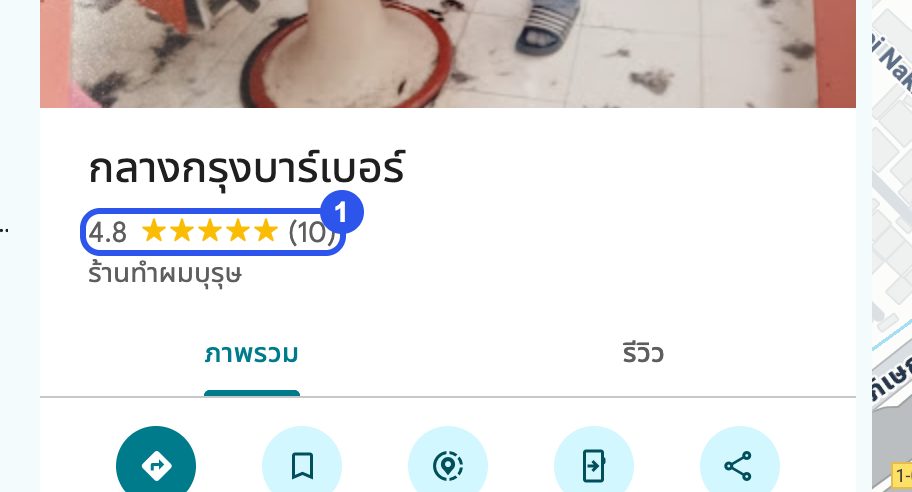 กลางกรุงบาร์เบอร์
1
4.8 (10)
ร้านทำผมบุรุษ
ภาพรวม รีวิว